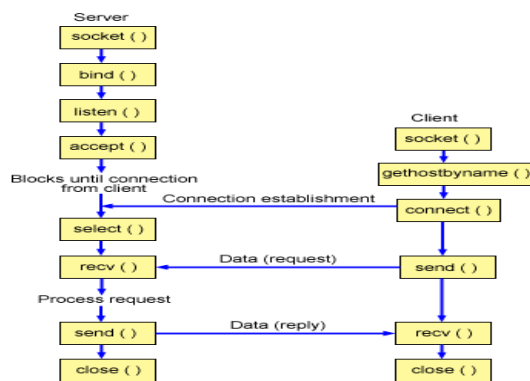 Server
socket ( )
bind ( )
listen ( )
accept ( )
Blocks until connection
from client
select ( )
recv ( )
Process request
send ( )
close ( )
Connection establishment
Data (request)
Data (reply)
Client
socket ( )
gethostbyname ( )
connect ( )
send ( )
recv ( )
close ( )